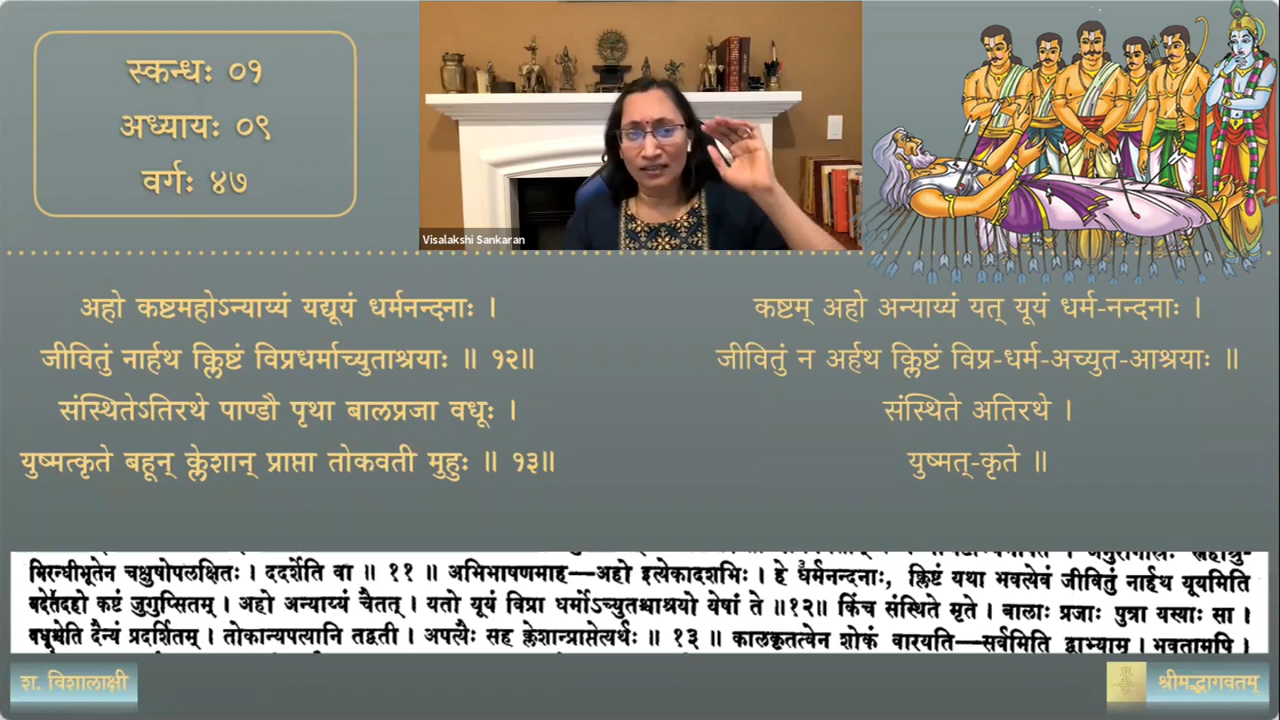 स्कन्धः ०१
अध्यायः ०९
वर्गः ४७
Visalakshi Sankaran
अहो कष्टमहोऽन्याय्यं यद्यूयं धर्मनन्दनाः ।
जीवितुं नार्हथ क्लिष्टं विप्रधर्माच्युताश्रयाः ॥ १२॥
संस्थितेऽतिरथे पाण्डौ पृथा बालप्रजा वधूः ।
युष्मत्कृते बहून् क्लेशान् प्राप्ता तोकवती मुहुः ॥ १३॥
कष्टम् अहो अन्याय्यं यत् यूयं धर्म-नन्दनाः ।
जीवितुं न अर्हथ क्लिष्टं विप्र-धर्म-अच्युत-आश्रयाः ॥
संस्थिते अतिरथे ।
युष्मत्-कृते ॥
भिरन्धीभूतेन चक्षुषोपलक्षितः । ददर्शेति वा ॥ ११ ॥ अभिभाषणमाह—अहो इत्येकादशभिः । हे धर्मनन्दनाः, क्लिष्टं यथा भवत्येवं जीवितुं नार्हथ यूयमिति
यदेतदहो कष्टं जुगुप्सितम् । अहो अन्याय्यं चैतत् । यतो यूयं विप्रा धर्मोऽच्युतश्चाश्रयो येषां ते ॥१२॥ किंच संस्थिते मृते । बालाः प्रजाः पुत्रा यस्याः सा ।
वधूमेति दैन्यं प्रदर्शितम् । तोकान्यपत्यानि तद्वती । अपत्यैः सह क्लेशान्प्राप्तेत्यर्थः ॥ १३ ॥ कालकृतत्वेन शोकं वारयति—सर्वमिति द्वाभ्याम् । भवतामपि ।
श. विशालाक्षी
श्रीमद्भागवतम्